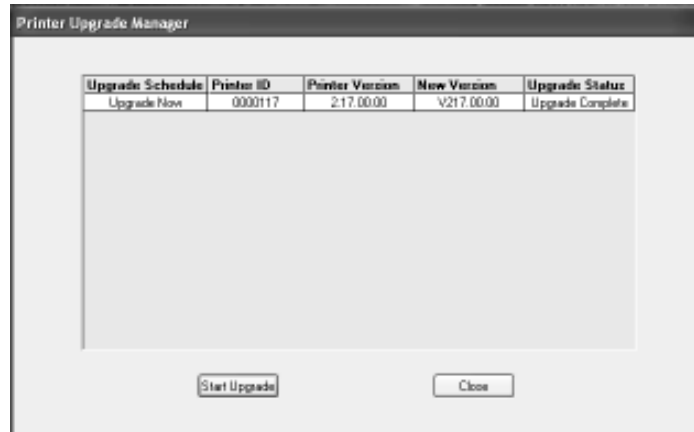 Printer Upgrade Manager
Upgrade Schedule Printer ID Printer Version New Version Upgrade Status
Upgrade Now 0000117 2.17.00.00 V217.00.00 Upgrade Complete
Start Upgrade Close